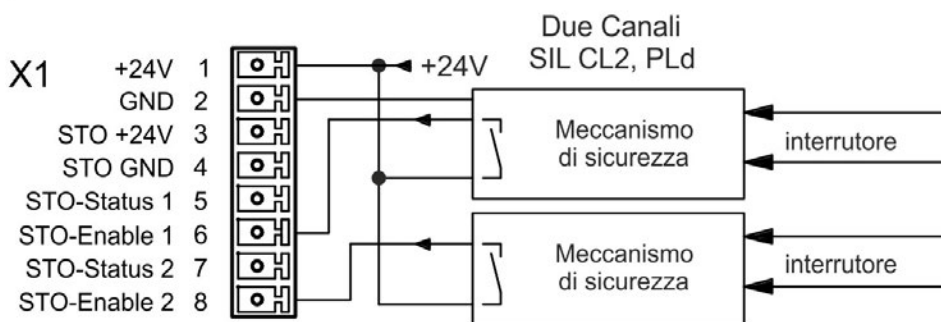 Due Canali
SIL CL2, PLd
X1
+24V 1
GND 2
STO +24V 3
STO GND 4
STO-Status 1 5
STO-Enable 1 6
STO-Status 2 7
STO-Enable 2 8
+24V
Meccanismo
di sicurezza
interrutore
Meccanismo
di sicurezza
interrutore